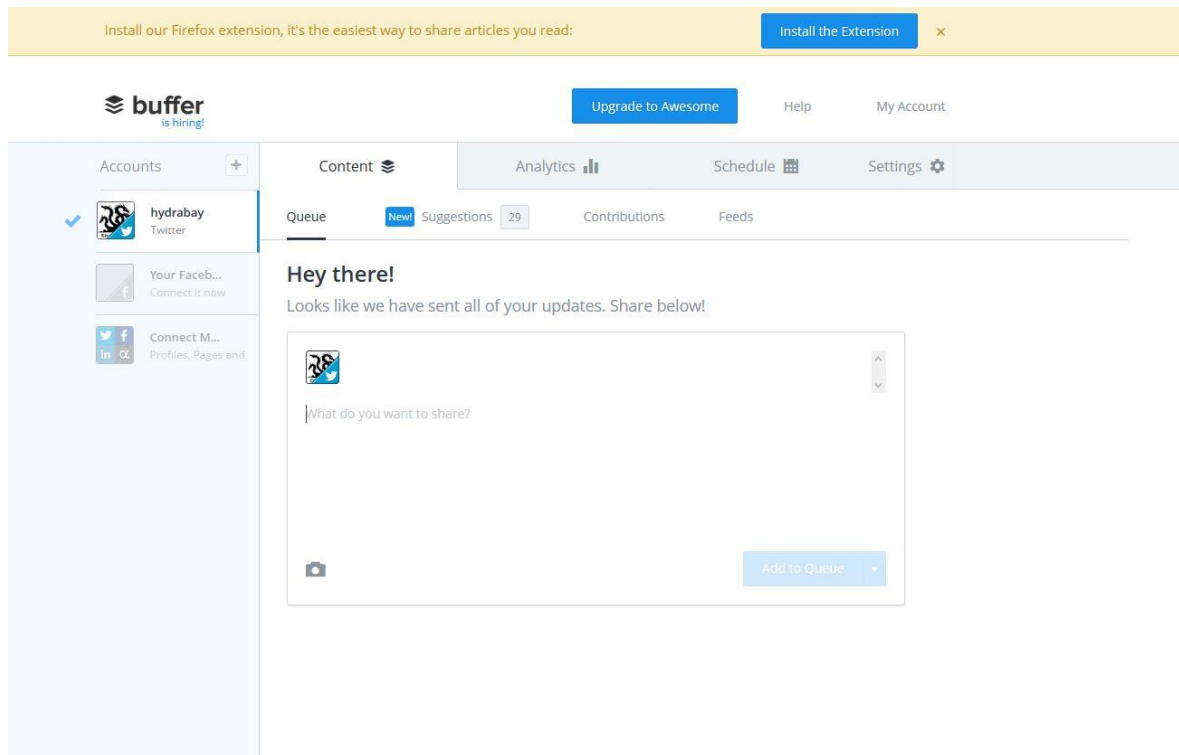 Install our Firefox extension, it's the easiest way to share articles you read:
Install the Extension
×
buffer
is hiring!
Upgrade to Awesome
Help
My Account
Accounts
+
Content
Analytics
Schedule
Settings
hydrabay
Twitter
Your Faceb...
Connect it now
Connect M...
Profiles, Pages and
Queue
New! Suggestions 29
Contributions
Feeds
Hey there!
Looks like we have sent all of your updates. Share below!
What do you want to share?
Add to Queue